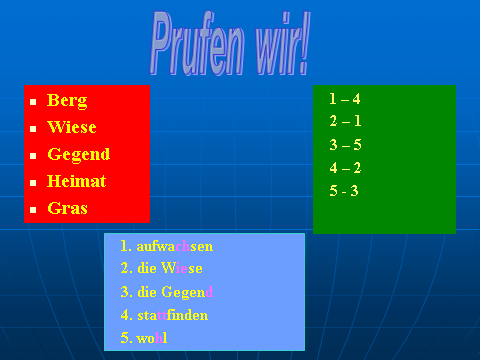 Prufen wir!
Berg
Wiese
Gegend
Heimat
Gras
1 – 4
2 – 1
3 – 5
4 – 2
5 - 3
1. aufwachsen
2. die Wiese
3. die Gegend
4. stattfinden
5. wohl